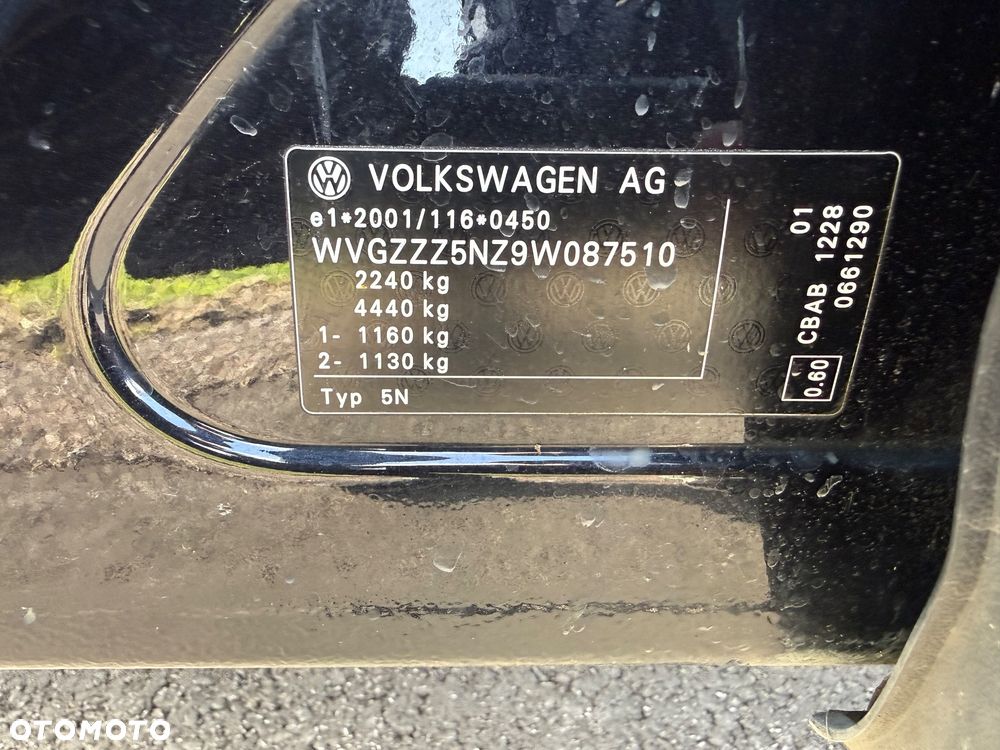 VOLKSWAGEN AG
e1*2001/116*0450
WVGZZZ5NZ9W087510
2240 kg
4440 kg
1- 1160 kg
2- 1130 kg
Typ 5N
01
CBAB 1228
0661290
0.60
OTOMOTO